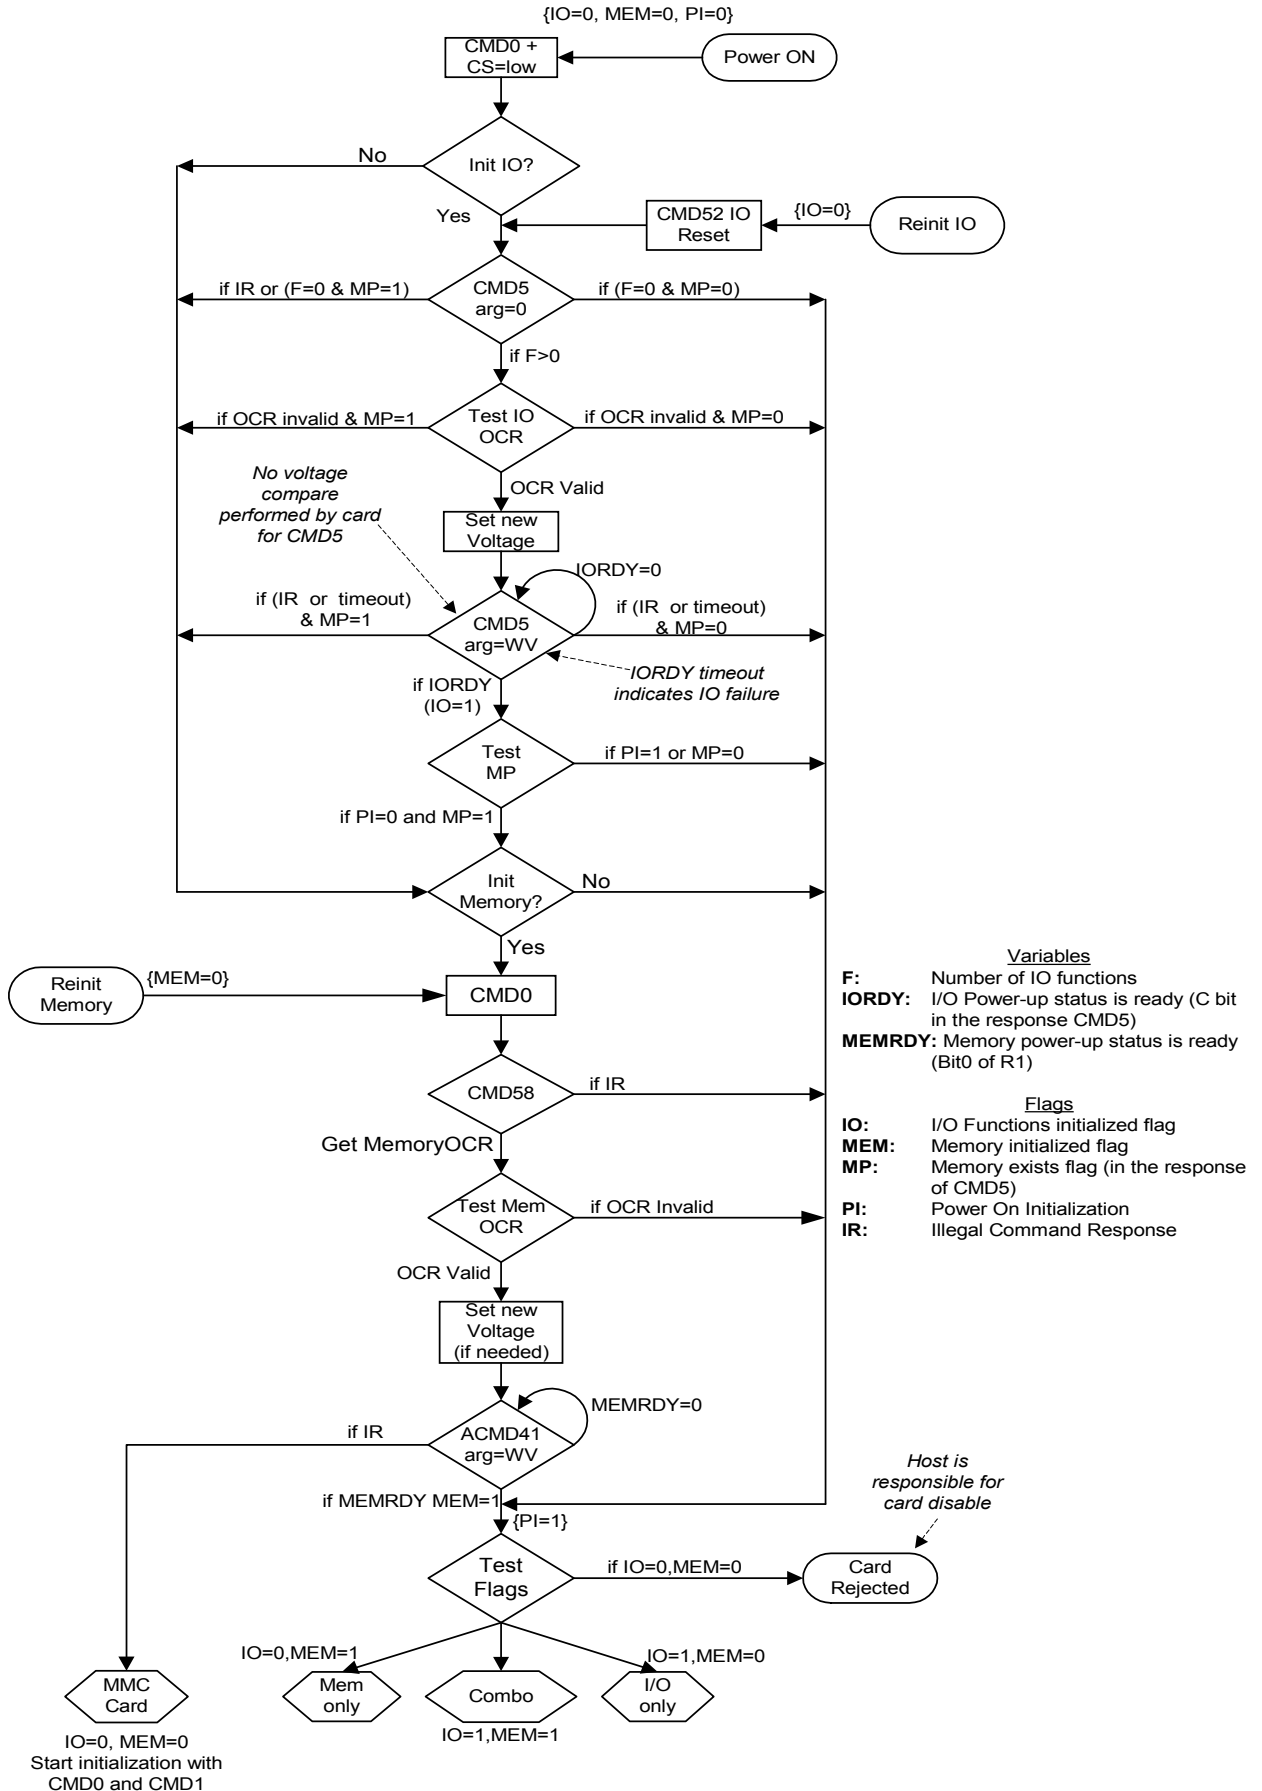 {IO=0, MEM=0, PI=0}
CMD0 +
CS=low
Power ON
No
Init IO?
Yes
CMD52 IO
Reset
{IO=0}
Reinit IO
if IR or (F=0 & MP=1)
CMD5
arg=0
if (F=0 & MP=0)
if F>0
if OCR invalid & MP=1
Test IO
OCR
if OCR invalid & MP=0
No voltage
compare
performed by card
for CMD5
OCR Valid
Set new
Voltage
IORDY=0
if (IR or timeout)
& MP=1
CMD5
arg=WV
if (IR or timeout)
& MP=0
IORDY timeout
indicates IO failure
if IORDY
(IO=1)
Test
MP
if PI=1 or MP=0
if PI=0 and MP=1
Init
Memory?
No
Yes
Reinit
Memory
{MEM=0}
CMD0
CMD58
if IR
Get MemoryOCR
Test Mem
OCR
if OCR Invalid
OCR Valid
Set new
Voltage
(if needed)
MEMRDY=0
if IR
ACMD41
arg=WV
if MEMRDY MEM=1
{PI=1}
Host is
responsible for
card disable
Test
Flags
if IO=0,MEM=0
Card
Rejected
IO=0,MEM=1
IO=1,MEM=0
MMC
Card
Mem
only
Combo
I/O
only
IO=1,MEM=1
IO=0, MEM=0
Start initialization with
CMD0 and CMD1
Variables
F: Number of IO functions
IORDY: I/O Power-up status is ready (C bit
in the response CMD5)
MEMRDY: Memory power-up status is ready
(Bit0 of R1)
Flags
IO: I/O Functions initialized flag
MEM: Memory initialized flag
MP: Memory exists flag (in the response
of CMD5)
PI: Power On Initialization
IR: Illegal Command Response